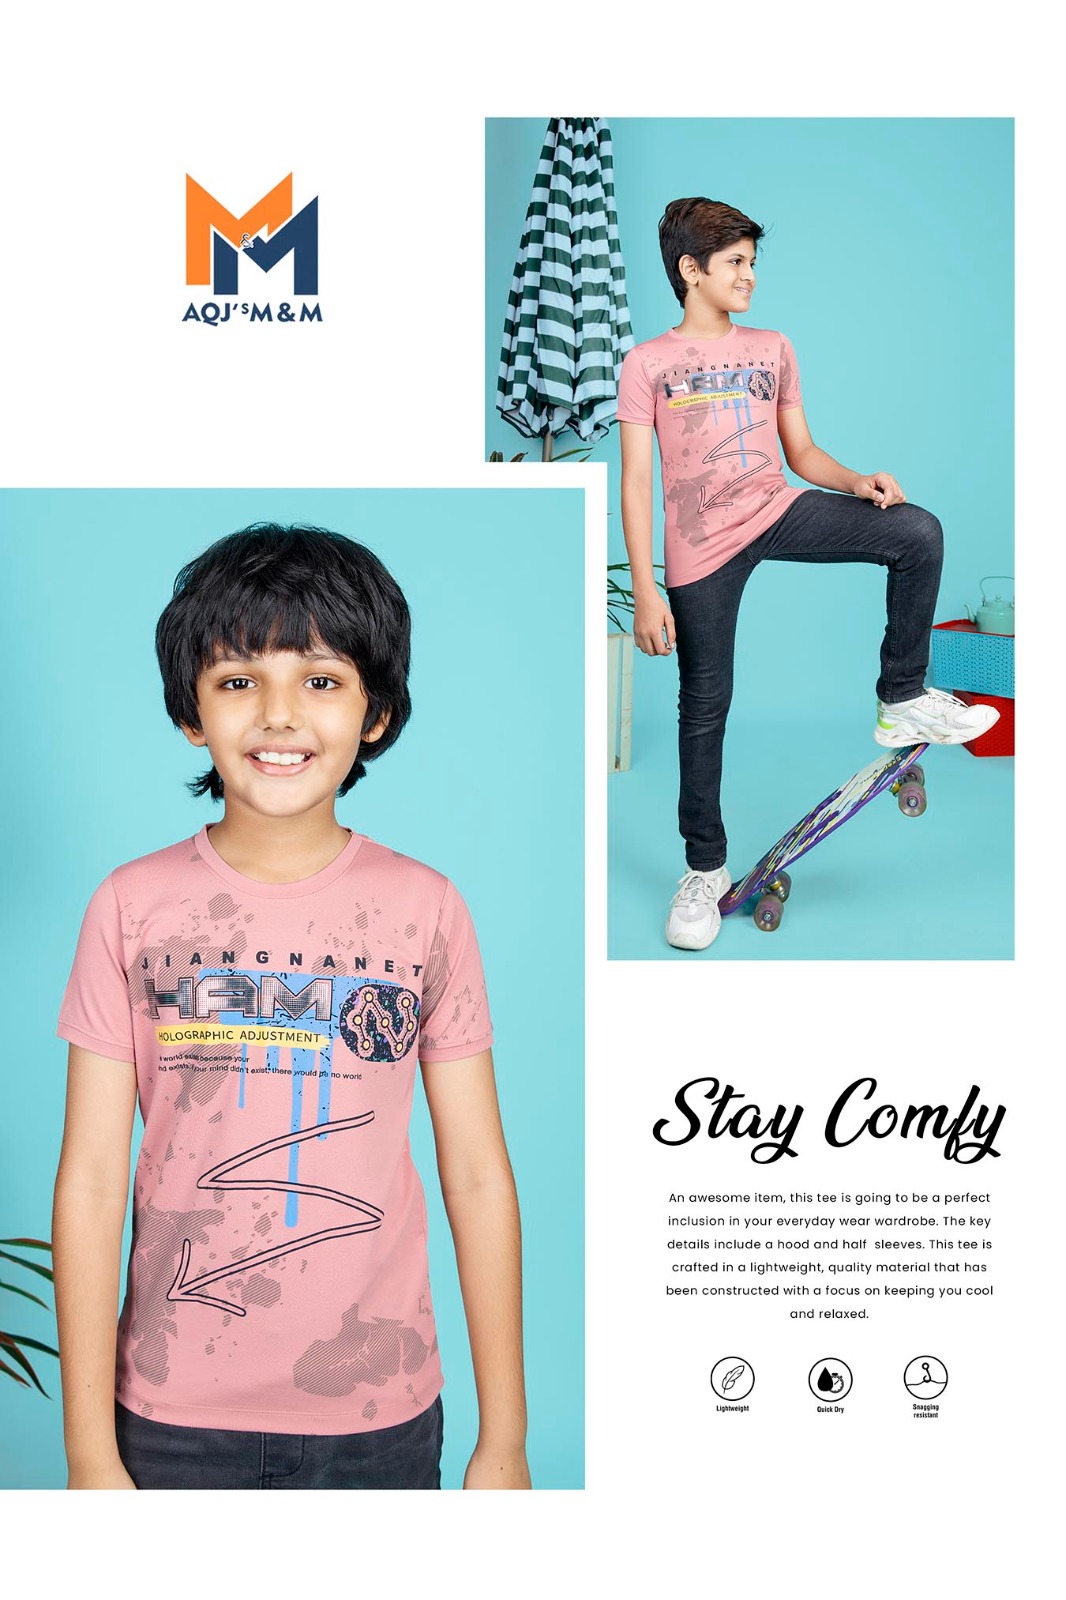 M&M
AQJ'S M & M
JIANGNANET
HAM
HOLOGRAPHIC ADJUSTMENT
JIANGNANET
HAM
HOLOGRAPHIC ADJUSTMENT
world exists because your
exists. If your mind didn't exist, there would be no world
Stay Comfy
An awesome item, this tee is going to be a perfect
inclusion in your everyday wear wardrobe. The key
details include a hood and half sleeves. This tee is
crafted in a lightweight, quality material that has
been constructed with a focus on keeping you cool
and relaxed.
Lightweight
Quick Dry
Snagging
resistant